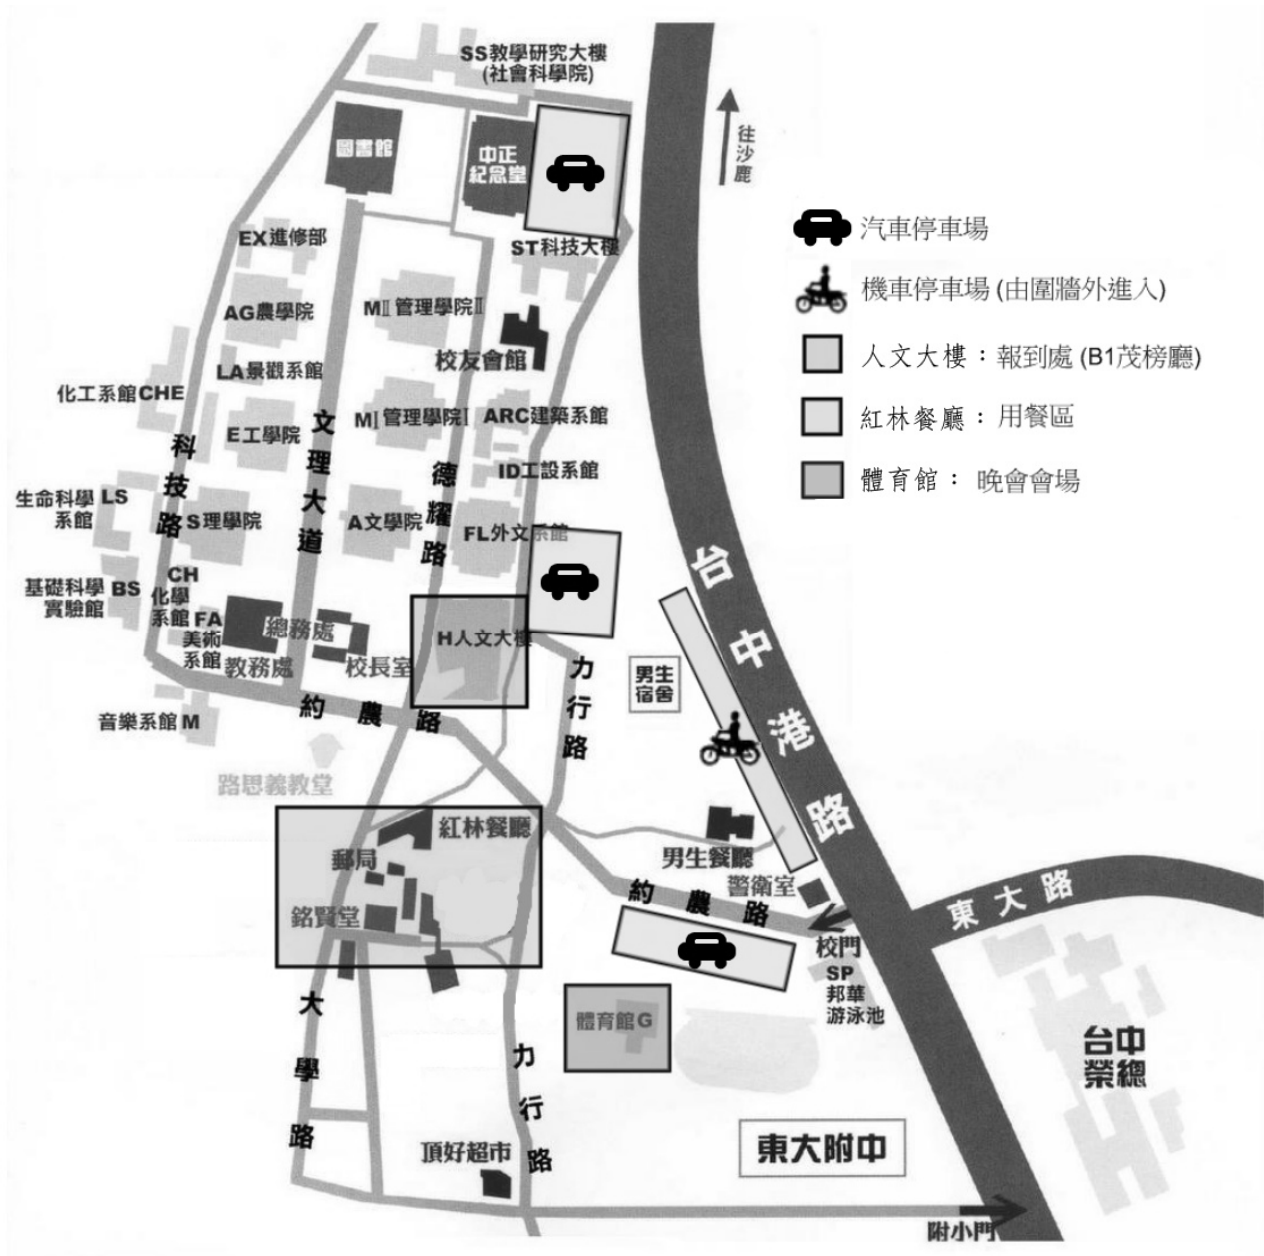 SS教學研究大樓
(社會科學院)
往沙鹿
圖書館
中正
紀念堂
EX進修部
ST科技大樓
汽車停車場
AG農學院
MII管理學院II
機車停車場 (由圍牆外進入)
校友會館
LA景觀系館
人文大樓：報到處 (B1茂榜廳)
化工系館CHE
E工學院
MI管理學院I
ARC建築系館
紅林餐廳：用餐區
科技路
文理大道
德耀路
ID工設系館
體育館： 晚會會場
生命科學 LS
系館
S理學院
A文學院
FL外文系館
基礎科學 BS
實驗館
CH
化學
系館
FA
美術
系館
總務處
教務處
校長室
H人文大樓
台中港路
男生
宿舍
力行路
音樂系館M
約農路
路思義教堂
紅林餐廳
郵局
銘賢堂
男生餐廳
警衛室
約農路
東大路
校門
SP
邦華
游泳池
體育館G
大學路
力行路
台中
榮總
頂好超市
東大附中
附小門